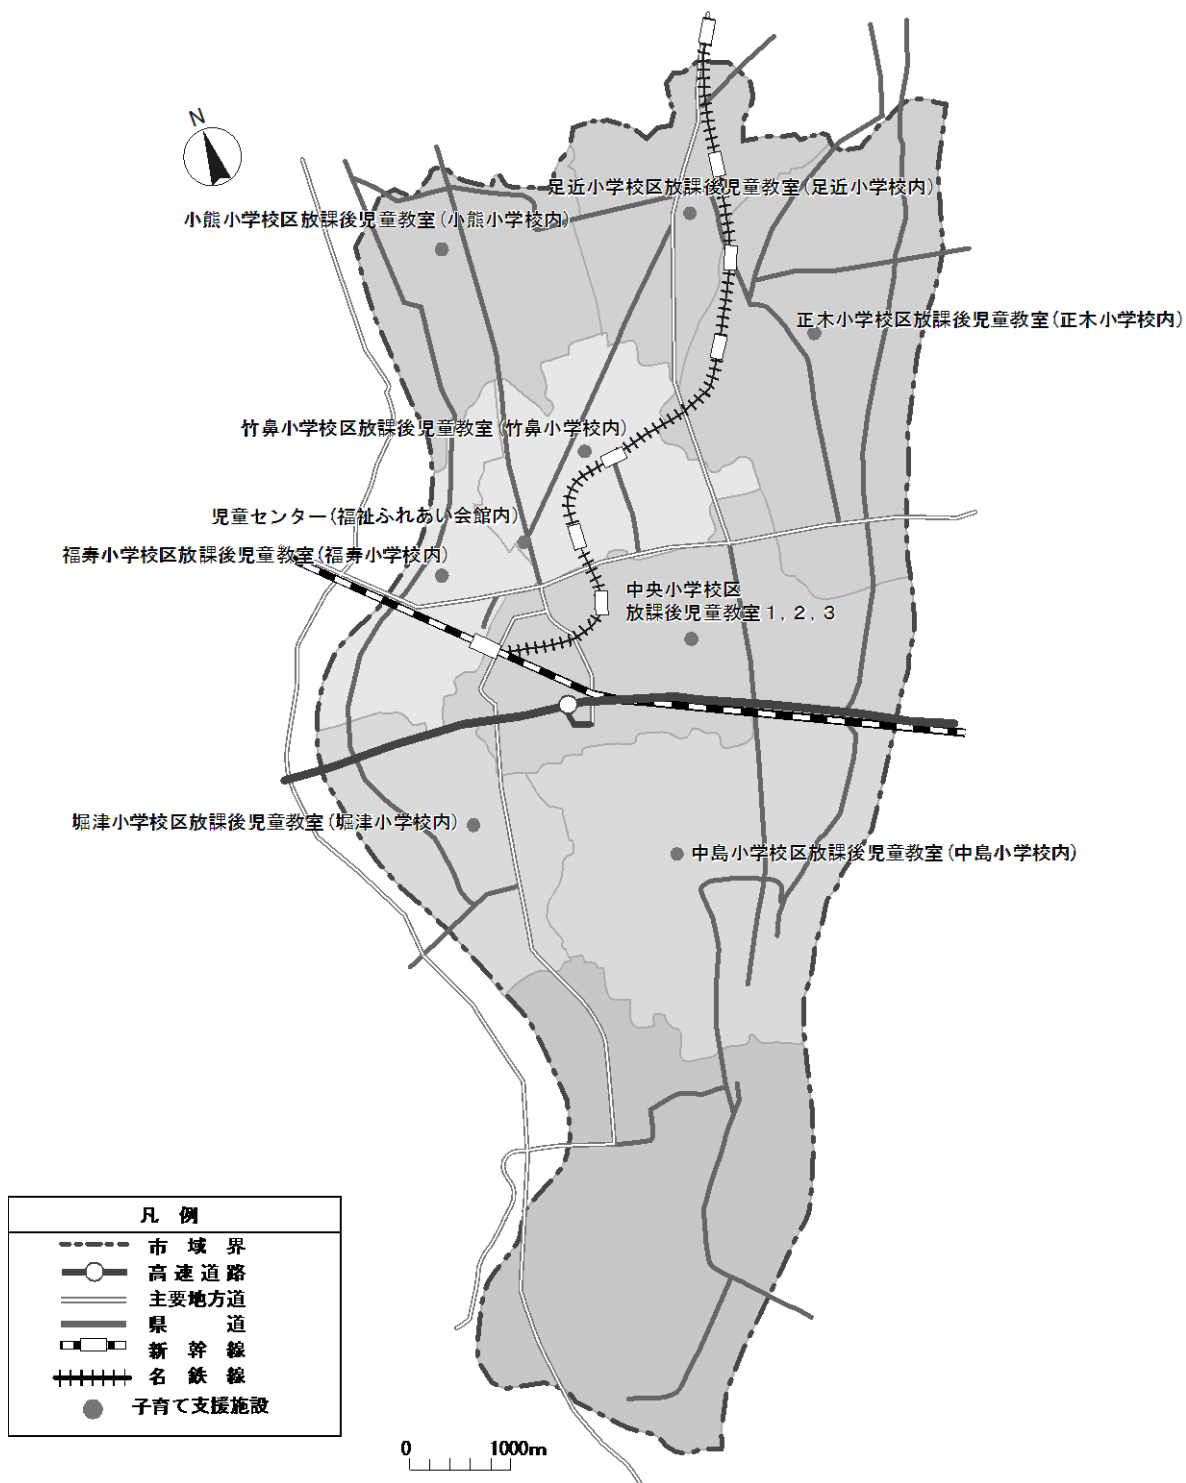 N
足近小学校区放課後児童教室(足近小学校内)
小熊小学校区放課後児童教室(小熊小学校内)
正木小学校区放課後児童教室(正木小学校内)
竹鼻小学校区放課後児童教室(竹鼻小学校内)
児童センター(福祉ふれあい会館内)
福寿小学校区放課後児童教室(福寿小学校内)
中央小学校区
放課後児童教室1,2,3
堀津小学校区放課後児童教室(堀津小学校内)
中島小学校区放課後児童教室(中島小学校内)
凡 例
市 域 界
高速道路
主要地方道
県 道
新 幹 線
名 鉄 線
子育て支援施設
0 1000m